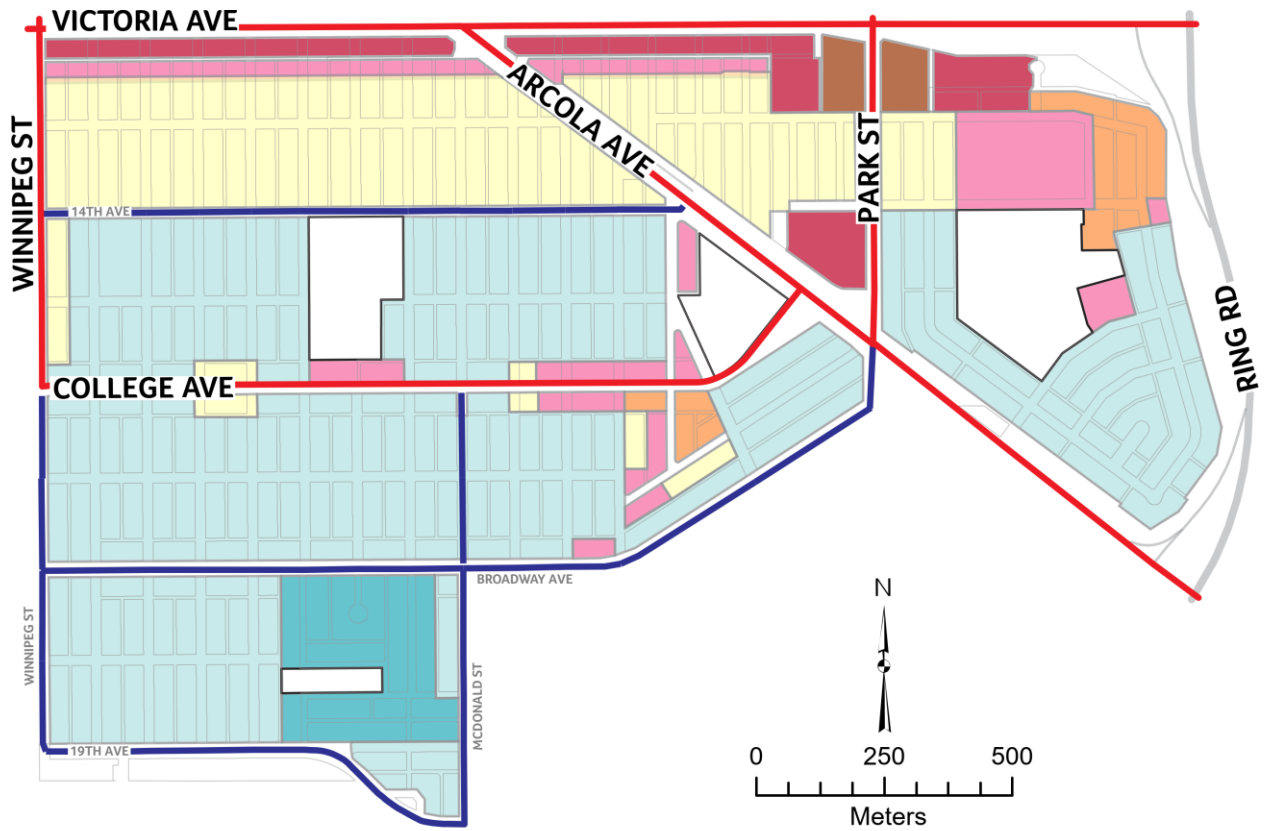 VICTORIA AVE
WINNIPEG ST
ARCOLA AVE
PARK ST
14TH AVE
RING RD
COLLEGE AVE
BROADWAY AVE
WINNIPEG ST
MCDONALD ST
19TH AVE
N
0 250 500
Meters